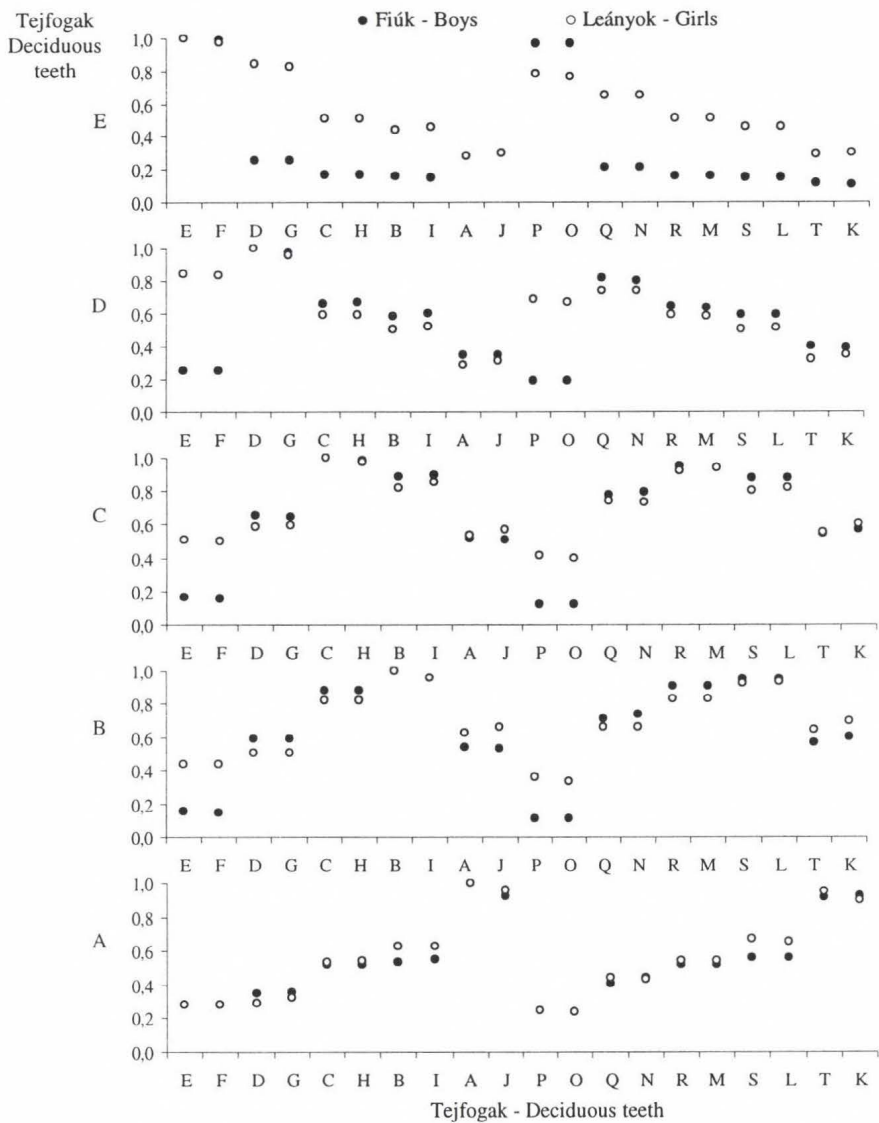 Tejfogak
Deciduous
teeth
● Fiúk - Boys ○ Leányok - Girls
E
1,0
0,8
0,6
0,4
0,2
0,0
E F D G C H B I A J P O Q N R M S L T K
D
1,0
0,8
0,6
0,4
0,2
0,0
E F D G C H B I A J P O Q N R M S L T K
C
1,0
0,8
0,6
0,4
0,2
0,0
E F D G C H B I A J P O Q N R M S L T K
B
1,0
0,8
0,6
0,4
0,2
0,0
E F D G C H B I A J P O Q N R M S L T K
A
1,0
0,8
0,6
0,4
0,2
0,0
E F D G C H B I A J P O Q N R M S L T K
Tejfogak - Deciduous teeth